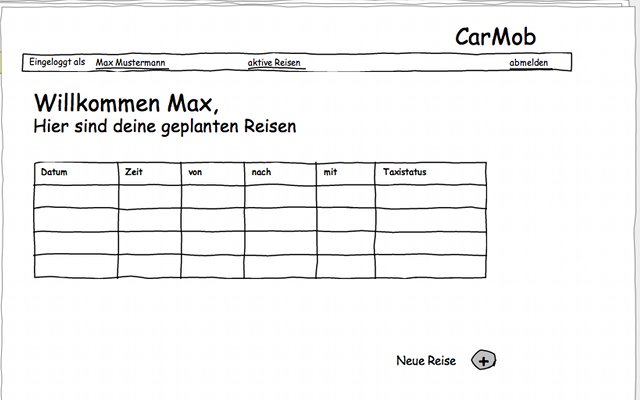 CarMob
Eingeloggt als Max Mustermann aktive Reisen abmelden
Willkommen Max,
Hier sind deine geplanten Reisen
Datum Zeit von nach mit Taxistatus
Neue Reise +